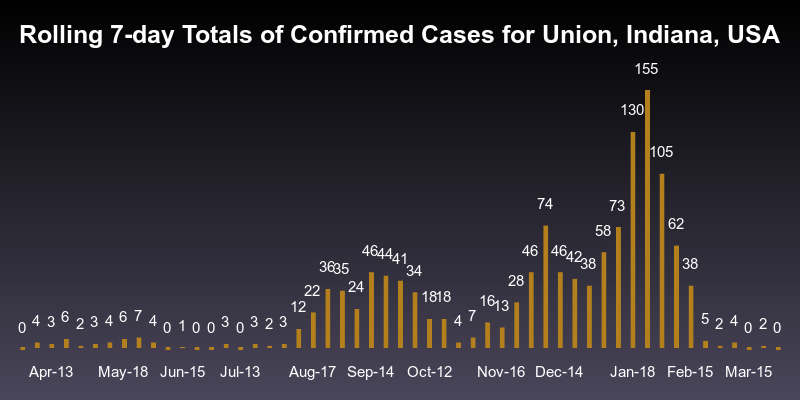 Rolling 7-day Totals of Confirmed Cases for Union, Indiana, USA
0 4 3 6 2 3 4 6 7 4 0 1 0 0 3 0 3 2 3 12 22 36 35 24 46 44 41 34 18 18 4 7 16 13 28 46 74 46 42 38 58 73 130 155 105 62 38 5 2 4 0 2 0
Apr-13 May-18 Jun-15 Jul-13 Aug-17 Sep-14 Oct-12 Nov-16 Dec-14 Jan-18 Feb-15 Mar-15